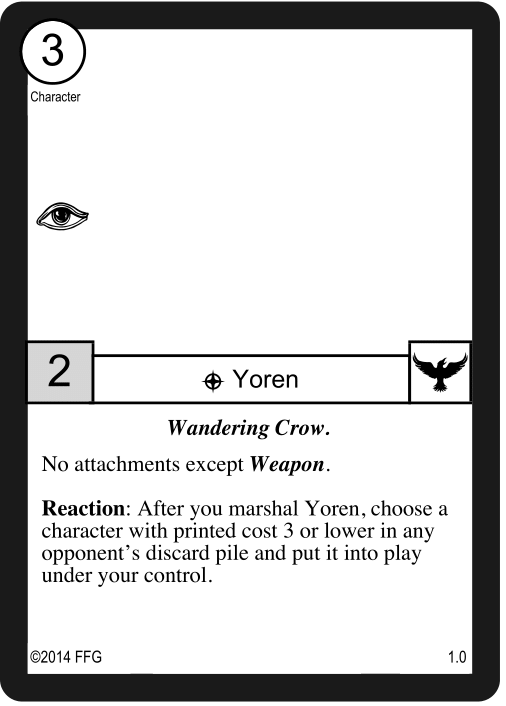 3
Character
2
Yoren
Wandering Crow.
No attachments except Weapon.
Reaction: After you marshal Yoren, choose a
character with printed cost 3 or lower in any
opponent’s discard pile and put it into play
under your control.
©2014 FFG
1.0